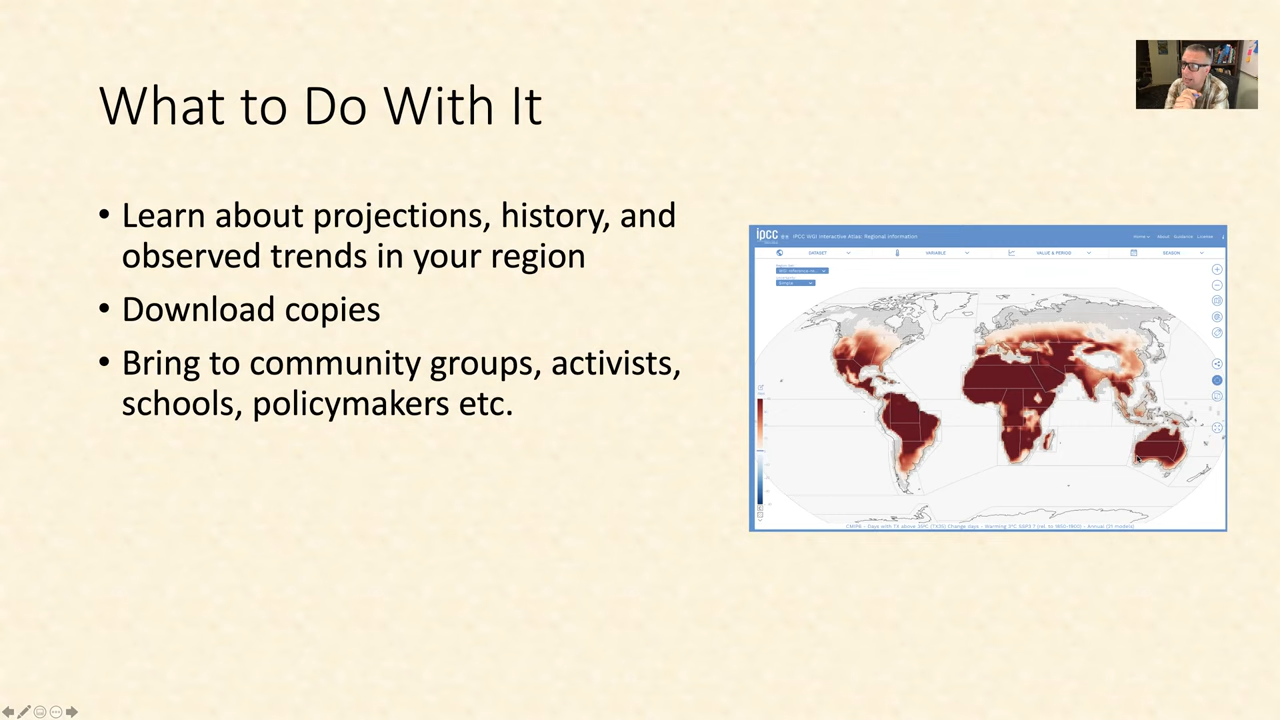 What to Do With It
• Learn about projections, history, and
observed trends in your region
• Download copies
• Bring to community groups, activists,
schools, policymakers etc.
ipcc
IPCC WGI Interactive Atlas: Regional information
Home
About
Guidance
License
DATASET
VARIABLE
VALUE & PERIOD
SEASON
Simple